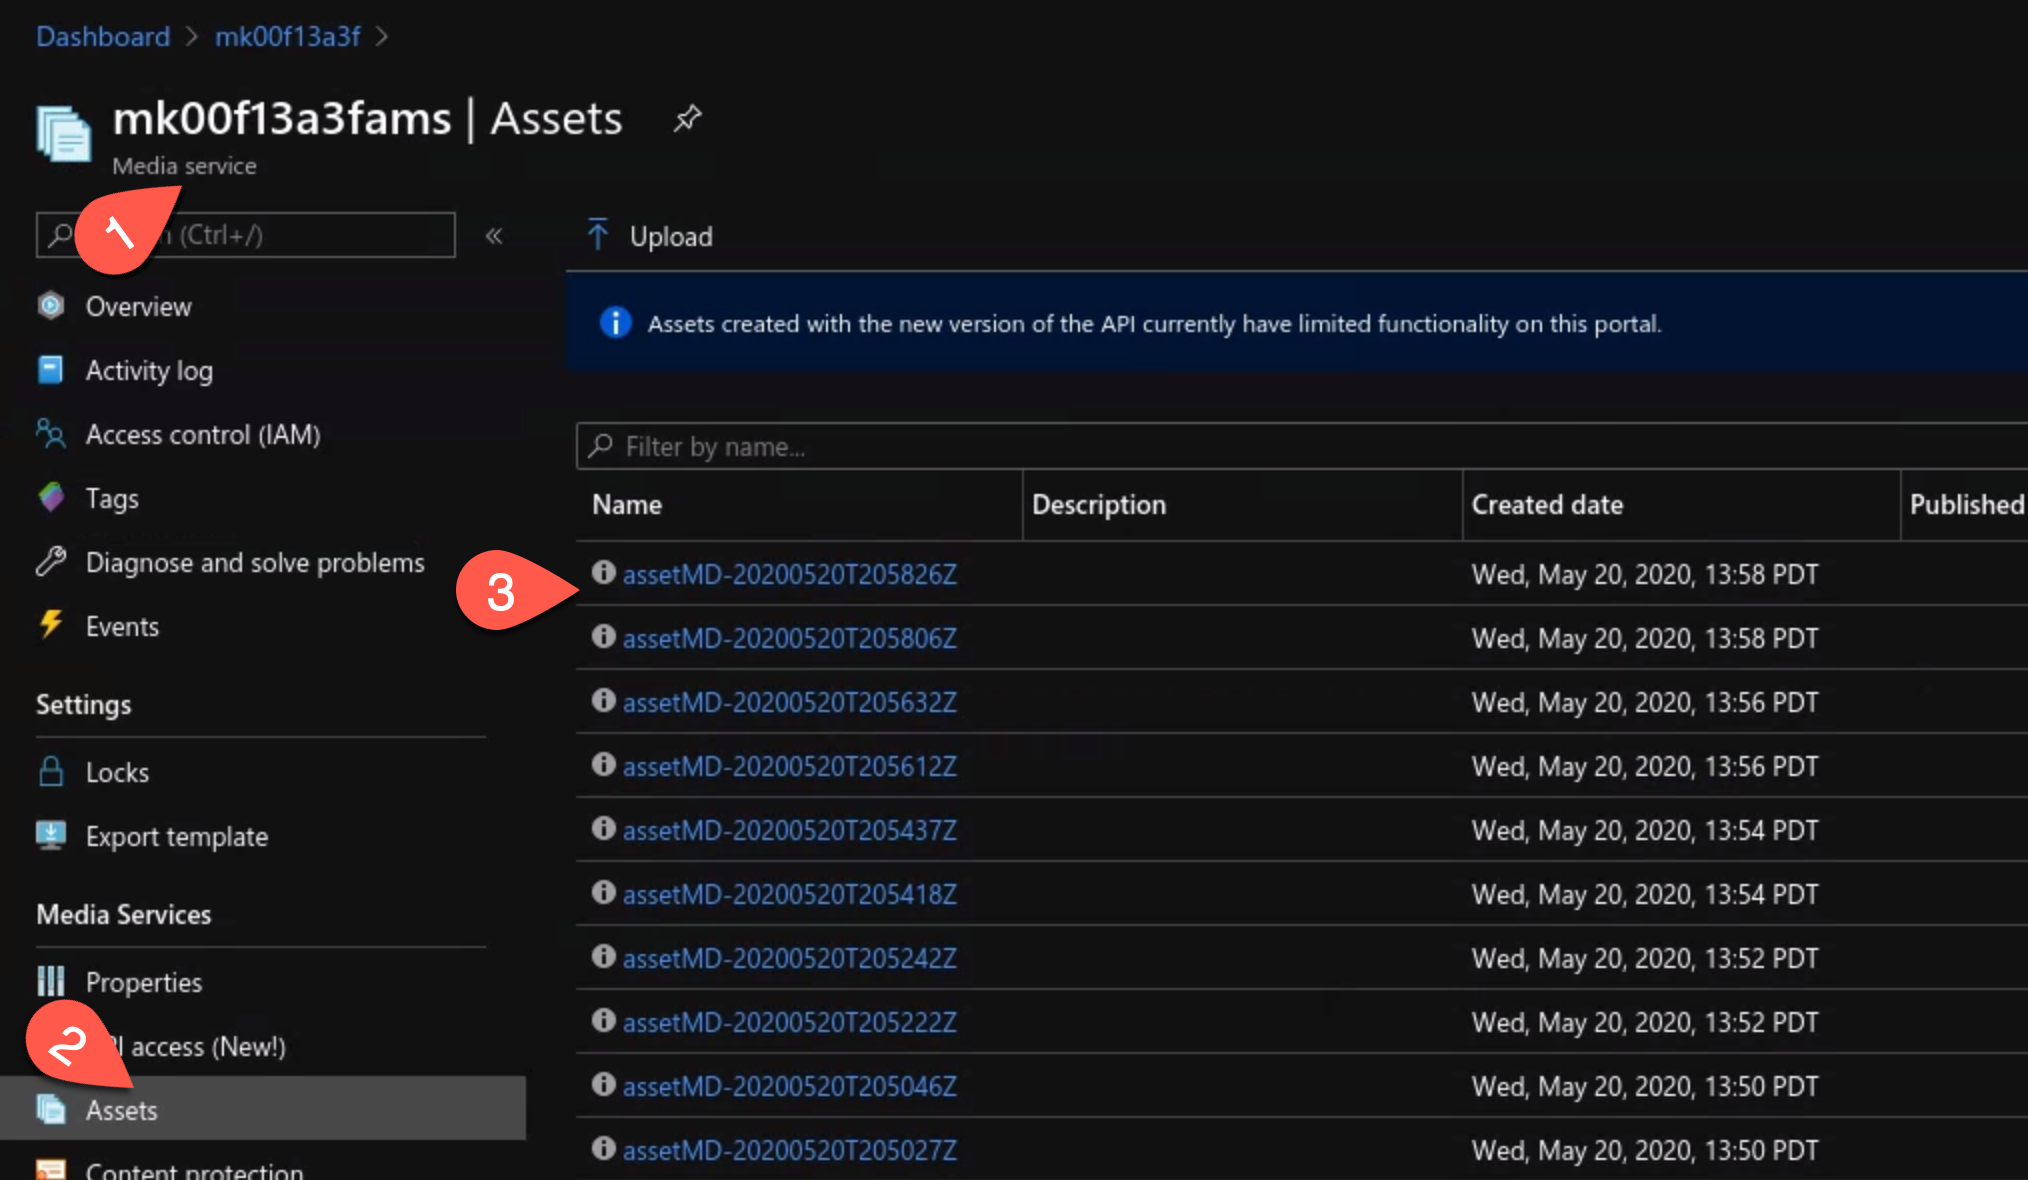 Dashboard > mk00f13a3f >
mk00f13a3fams | Assets
Media service
1
(Ctrl+/)
«
Upload
Overview
Activity log
Access control (IAM)
Tags
Diagnose and solve problems
Events
Settings
Locks
Export template
Media Services
Properties
2
access (New!)
Assets
Content protection
Assets created with the new version of the API currently have limited functionality on this portal.
Filter by name...
Name Description Created date Published
3
assetMD-20200520T205826Z Wed, May 20, 2020, 13:58 PDT
assetMD-20200520T205806Z Wed, May 20, 2020, 13:58 PDT
assetMD-20200520T205632Z Wed, May 20, 2020, 13:56 PDT
assetMD-20200520T205612Z Wed, May 20, 2020, 13:56 PDT
assetMD-20200520T205437Z Wed, May 20, 2020, 13:54 PDT
assetMD-20200520T205418Z Wed, May 20, 2020, 13:54 PDT
assetMD-20200520T205242Z Wed, May 20, 2020, 13:52 PDT
assetMD-20200520T205222Z Wed, May 20, 2020, 13:52 PDT
assetMD-20200520T205046Z Wed, May 20, 2020, 13:50 PDT
assetMD-20200520T205027Z Wed, May 20, 2020, 13:50 PDT